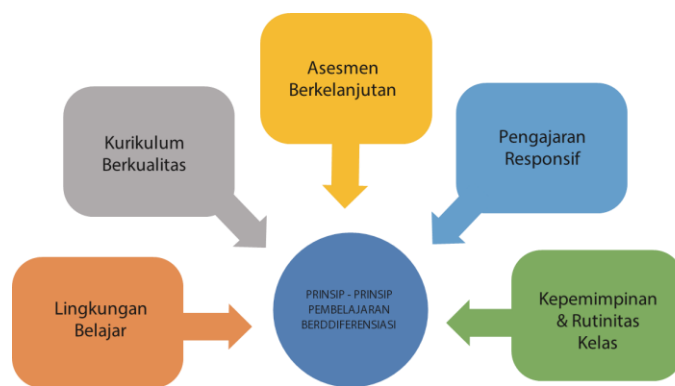 Asesmen
Berkelanjutan
Kurikulum
Berkualitas
Pengajaran
Responsif
Lingkungan
Belajar
PRINSIP - PRINSIP
PEMBELAJARAN
BERDDIFERENSIASI
Kepemimpinan
& Rutinitas
Kelas